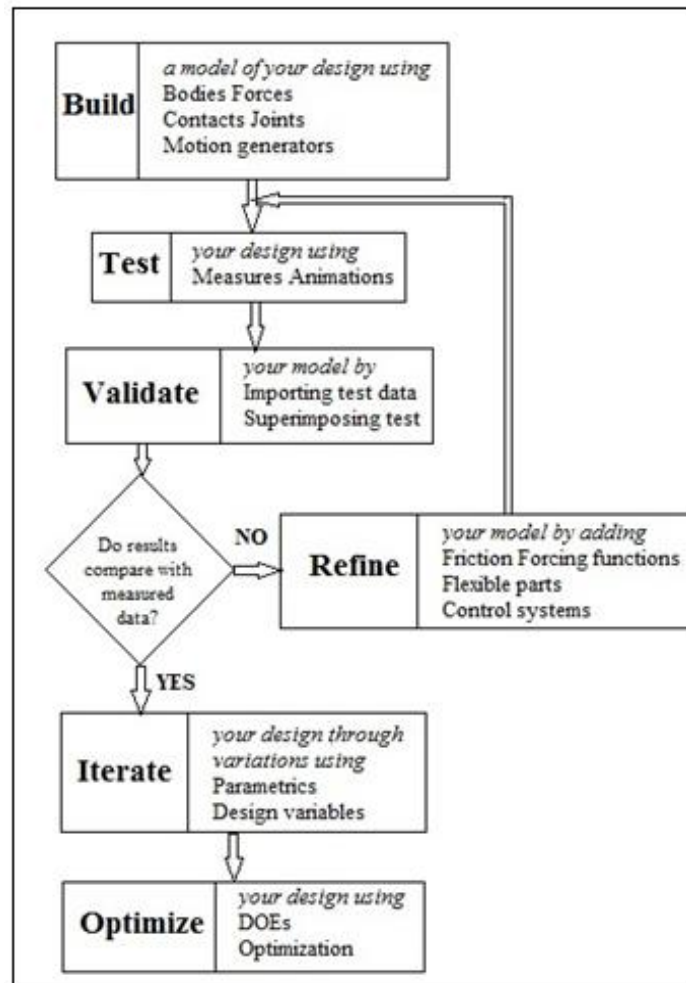 Build
a model of your design using
Bodies Forces
Contacts Joints
Motion generators
Test
your design using
Measures Animations
Validate
your model by
Importing test data
Superimposing test
Do results
compare with
measured
data?
NO
Refine
your model by adding
Friction Forcing functions
Flexible parts
Control systems
YES
Iterate
your design through
variations using
Parametrics
Design variables
Optimize
your design using
DOEs
Optimization